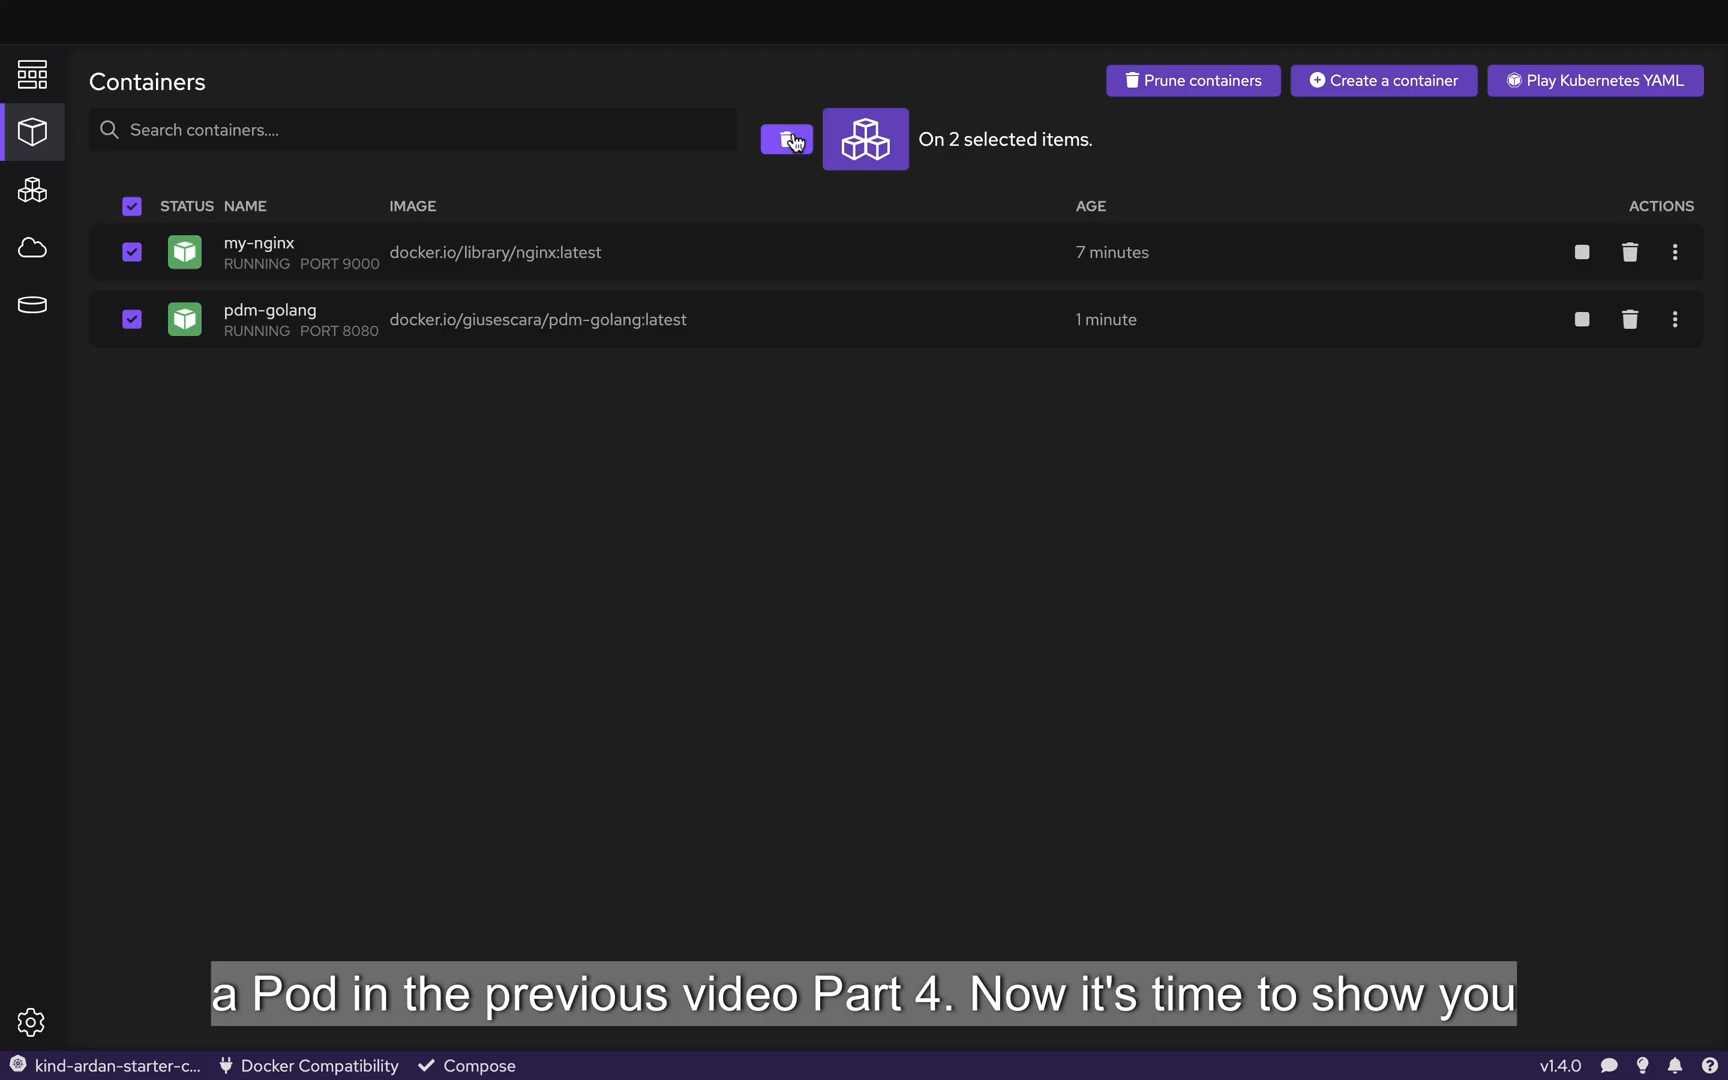 Containers
Prune containers
Create a container
Play Kubernetes YAML
Search containers....
On 2 selected items.
STATUS NAME IMAGE AGE ACTIONS
my-nginx
RUNNING PORT 9000
docker.io/library/nginx:latest
7 minutes
pdm-golang
RUNNING PORT 8080
docker.io/giusescara/pdm-golang:latest
1 minute
a Pod in the previous video Part 4. Now it's time to show you
kind-ardan-starter-c... Docker Compatibility Compose v1.4.0